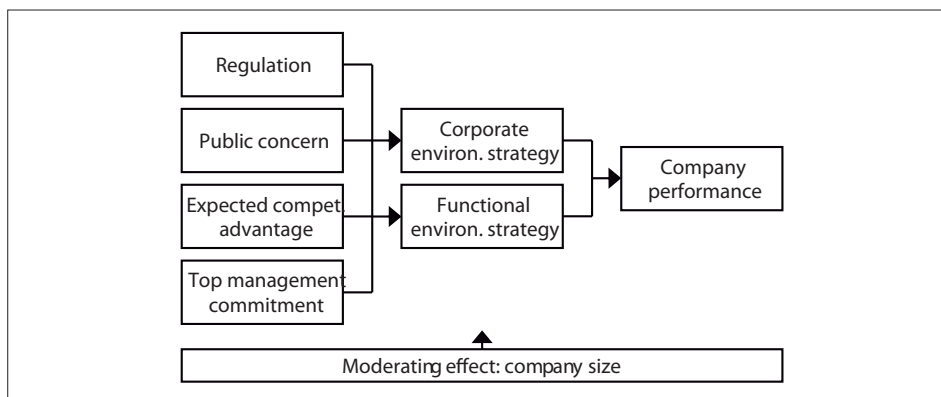 Regulation
Public concern
Expected compet.
advantage
Top management
commitment
Corporate
environ. strategy
Functional
environ. strategy
Company
performance
Moderating effect: company size